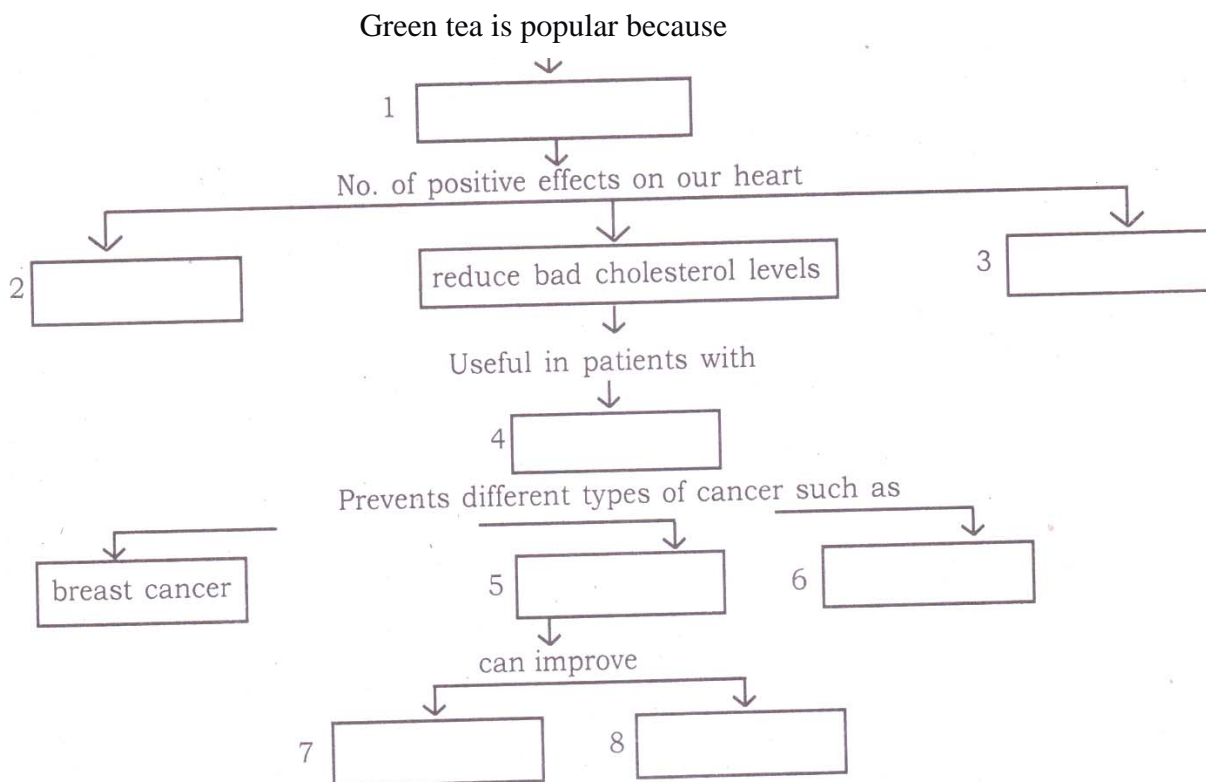 Green tea is popular because
1
No. of positive effects on our heart
2
reduce bad cholesterol levels
3
Useful in patients with
4
Prevents different types of cancer such as
breast cancer
5
6
can improve
7
8